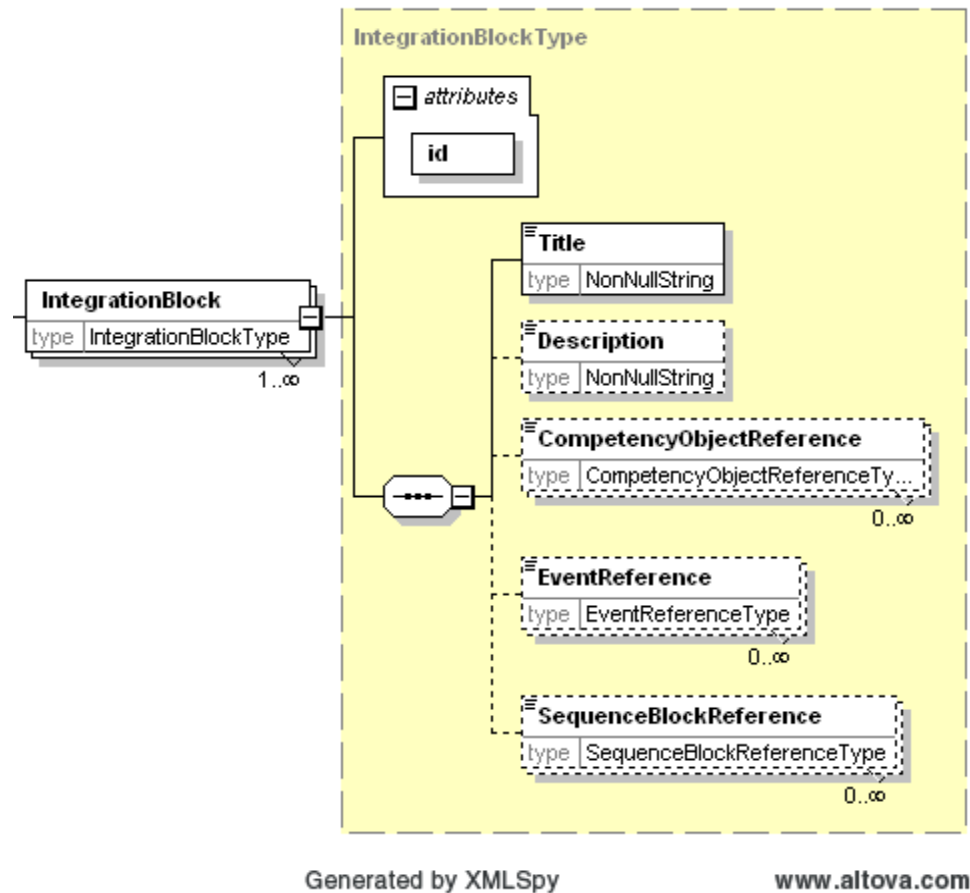 IntegrationBlockType
attributes
id
Title
type NonNullString
IntegrationBlock
type IntegrationBlockType
1..∞
Description
type NonNullString
CompetencyObjectReference
type CompetencyObjectReferenceTy...
0..∞
EventReference
type EventReferenceType
0..∞
SequenceBlockReference
type SequenceBlockReferenceType
0..∞
Generated by XMLSpy www.altova.com